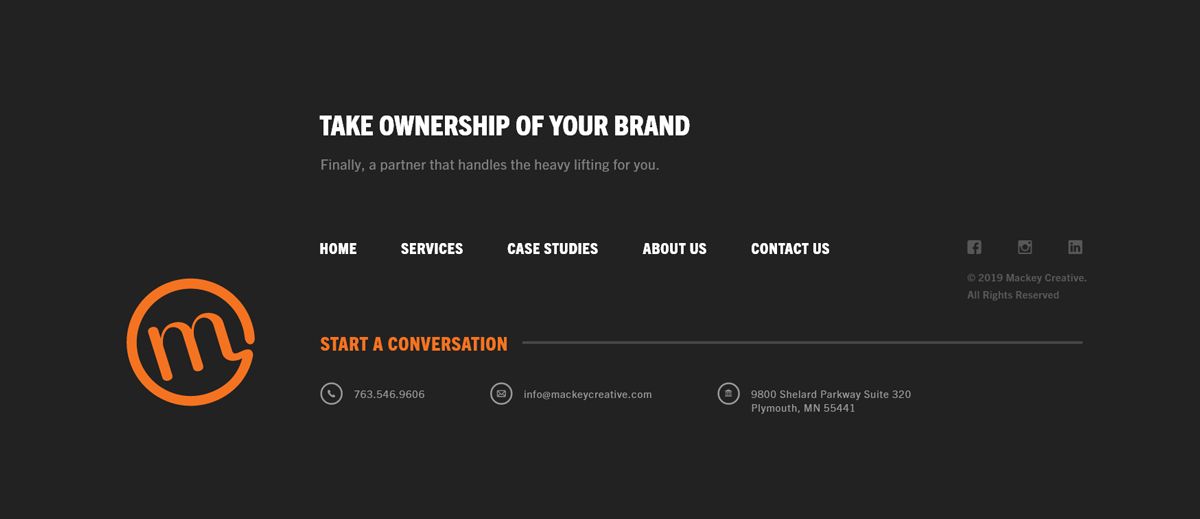 TAKE OWNERSHIP OF YOUR BRAND
Finally, a partner that handles the heavy lifting for you.
HOME SERVICES CASE STUDIES ABOUT US CONTACT US
© 2019 Mackey Creative.
All Rights Reserved
m
START A CONVERSATION
763.546.9606 info@mackeycreative.com 9800 Shelard Parkway Suite 320
Plymouth, MN 55441